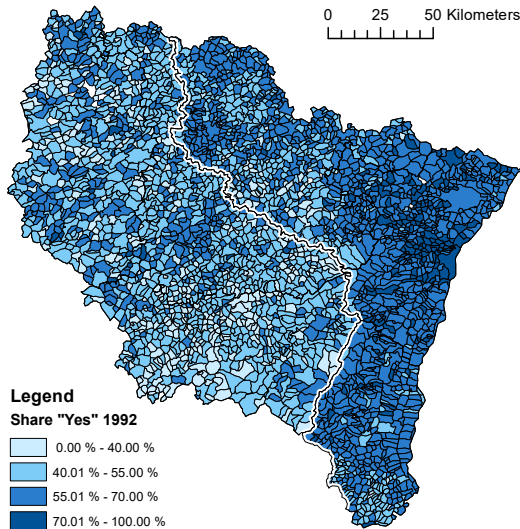 0 25 50 Kilometers
Legend
Share "Yes" 1992
0.00 % - 40.00 %
40.01 % - 55.00 %
55.01 % - 70.00 %
70.01 % - 100.00 %